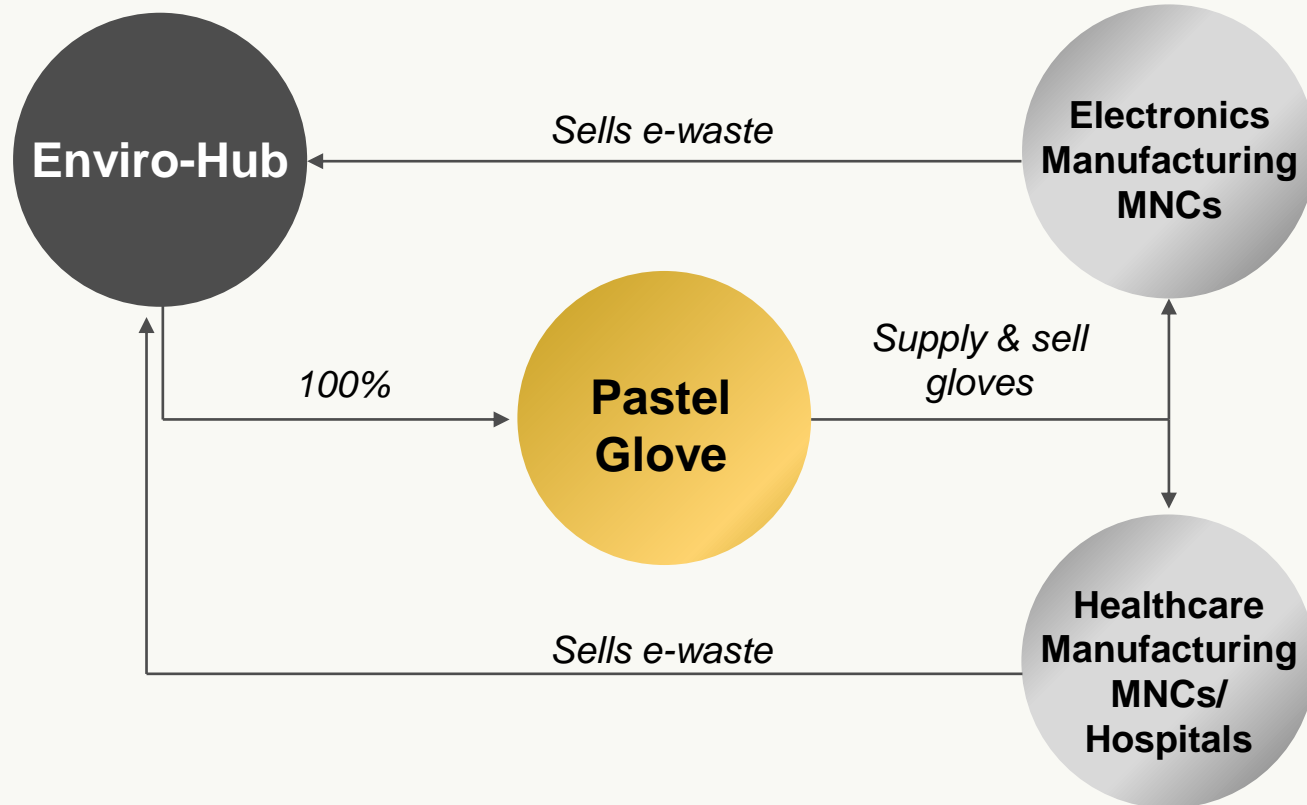 Enviro-Hub
Sells e-waste
Electronics
Manufacturing
MNCs
100%
Pastel
Glove
Supply & sell
gloves
Sells e-waste
Healthcare
Manufacturing
MNCs/
Hospitals